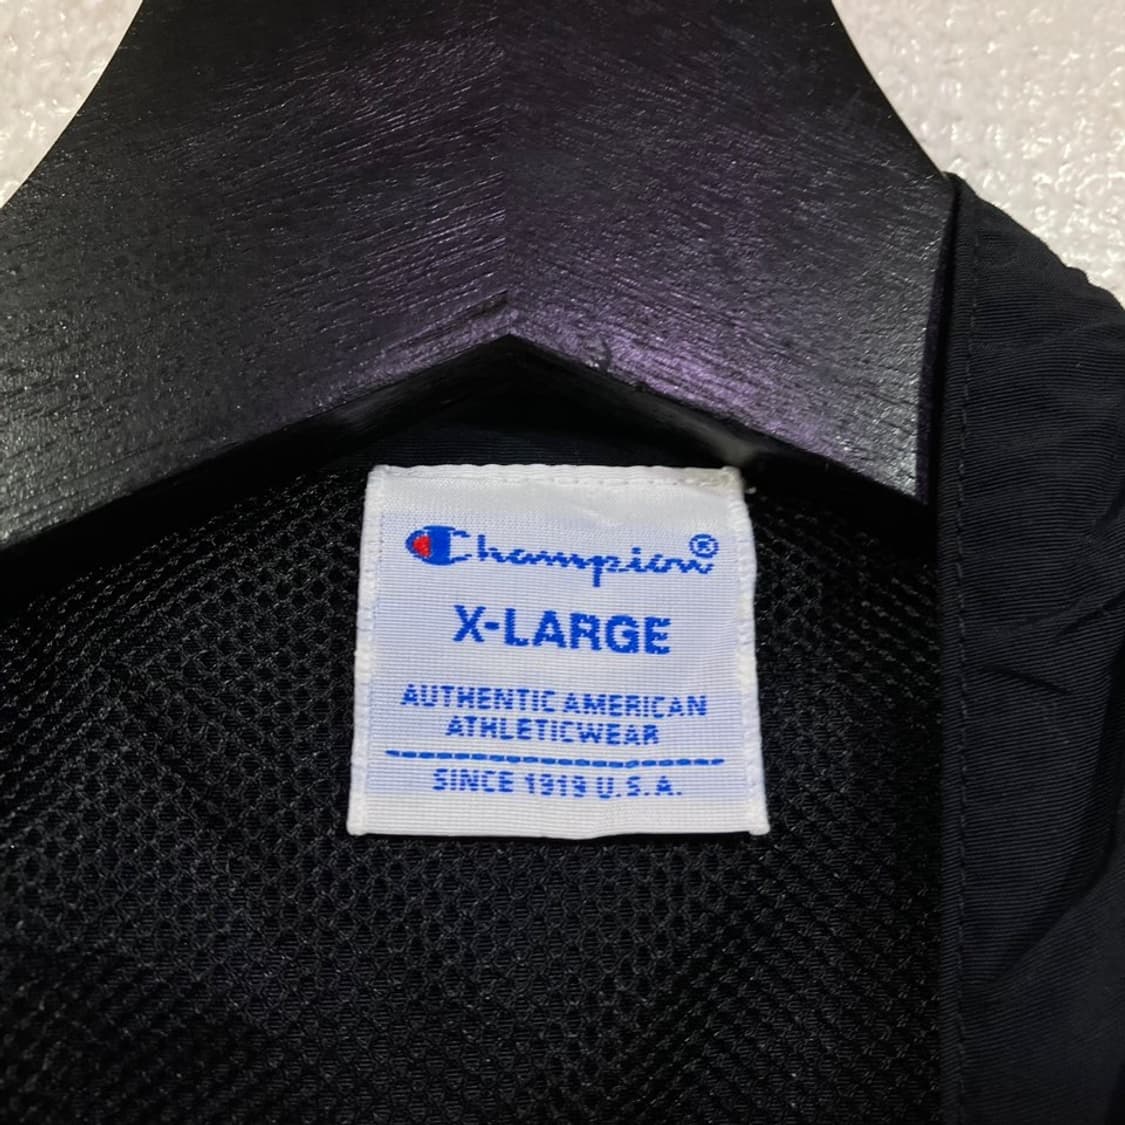 Champion®
X-LARGE
AUTHENTIC AMERICAN
ATHLETICWEAR
SINCE 1919 U.S.A.